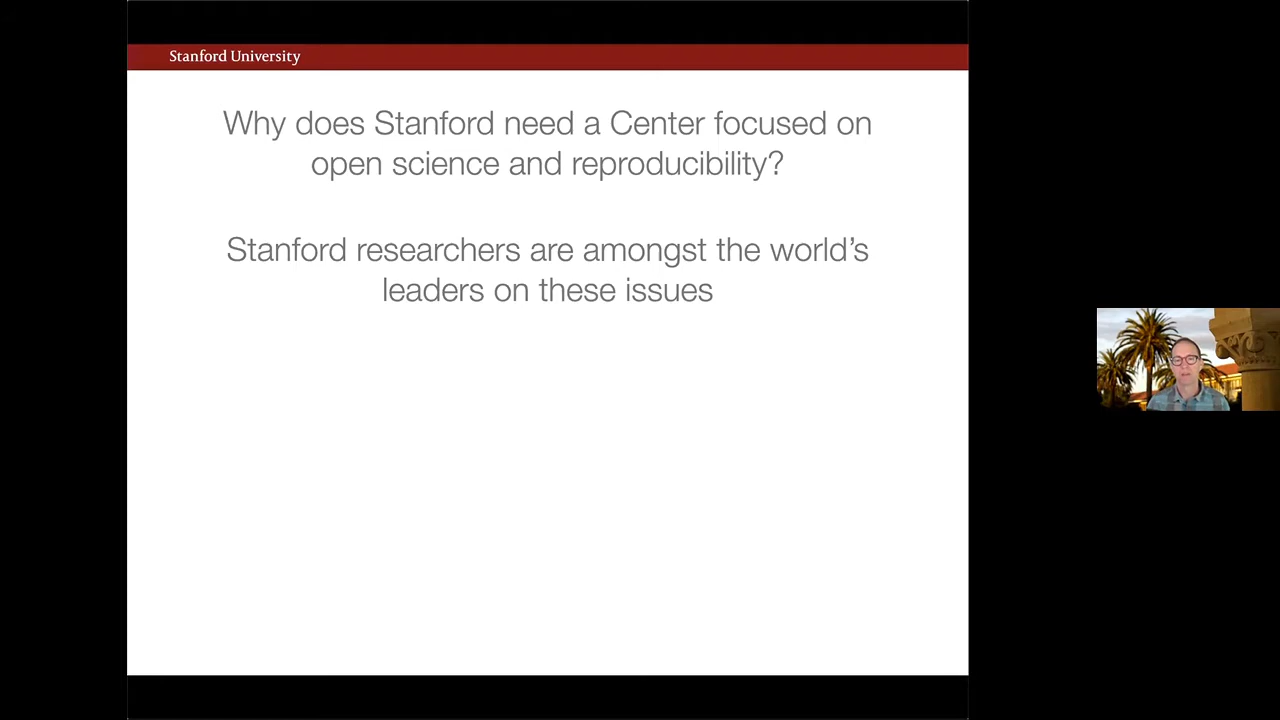 Stanford University
Why does Stanford need a Center focused on
open science and reproducibility?
Stanford researchers are amongst the world’s
leaders on these issues